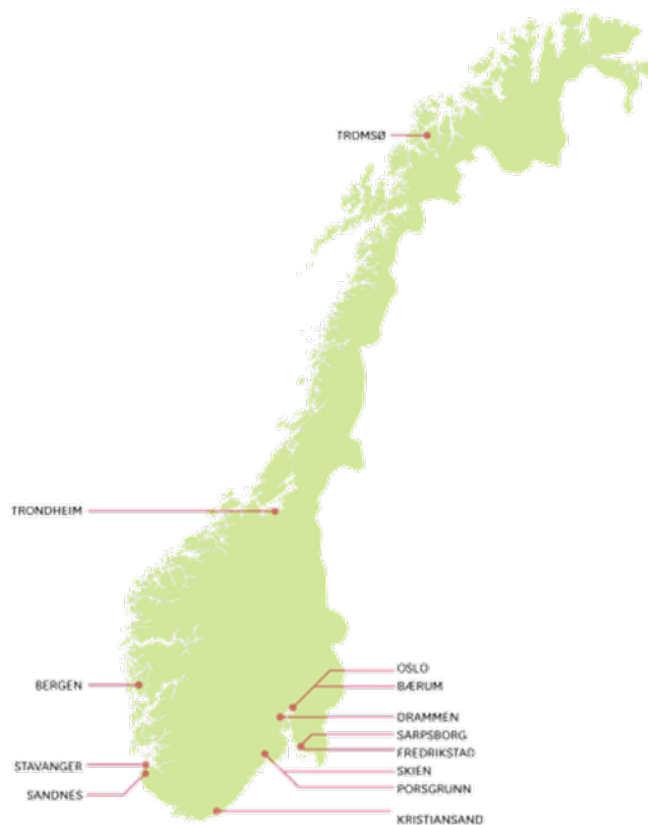 TROMSØ
TRONDHEIM
OSLO
BERGEN
BÆRUM
DRAMMEN
SARPSBORG
FREDRIKSTAD
STAVANGER
SKIEN
PORSGRUNN
SANDNES
KRISTIANSAND